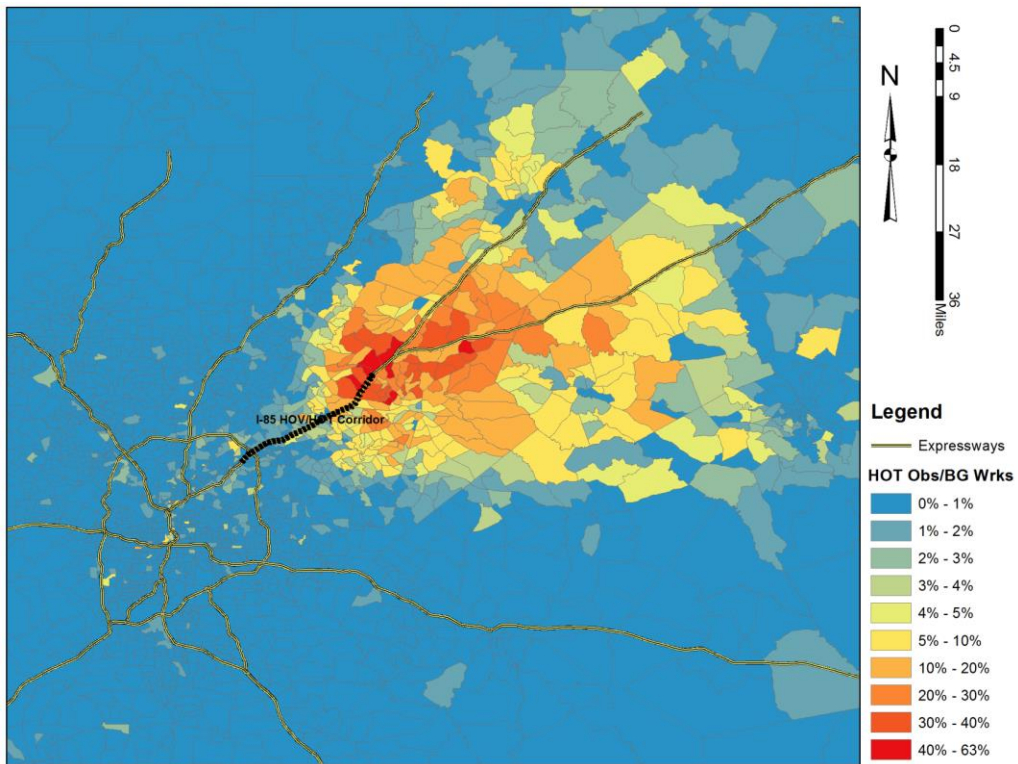 I-85 HOV/HOT Corridor
N
0
4.5
9
18
27
36
Miles
Legend
Expressways
HOT Obs/BG Wrks
0% - 1%
1% - 2%
2% - 3%
3% - 4%
4% - 5%
5% - 10%
10% - 20%
20% - 30%
30% - 40%
40% - 63%